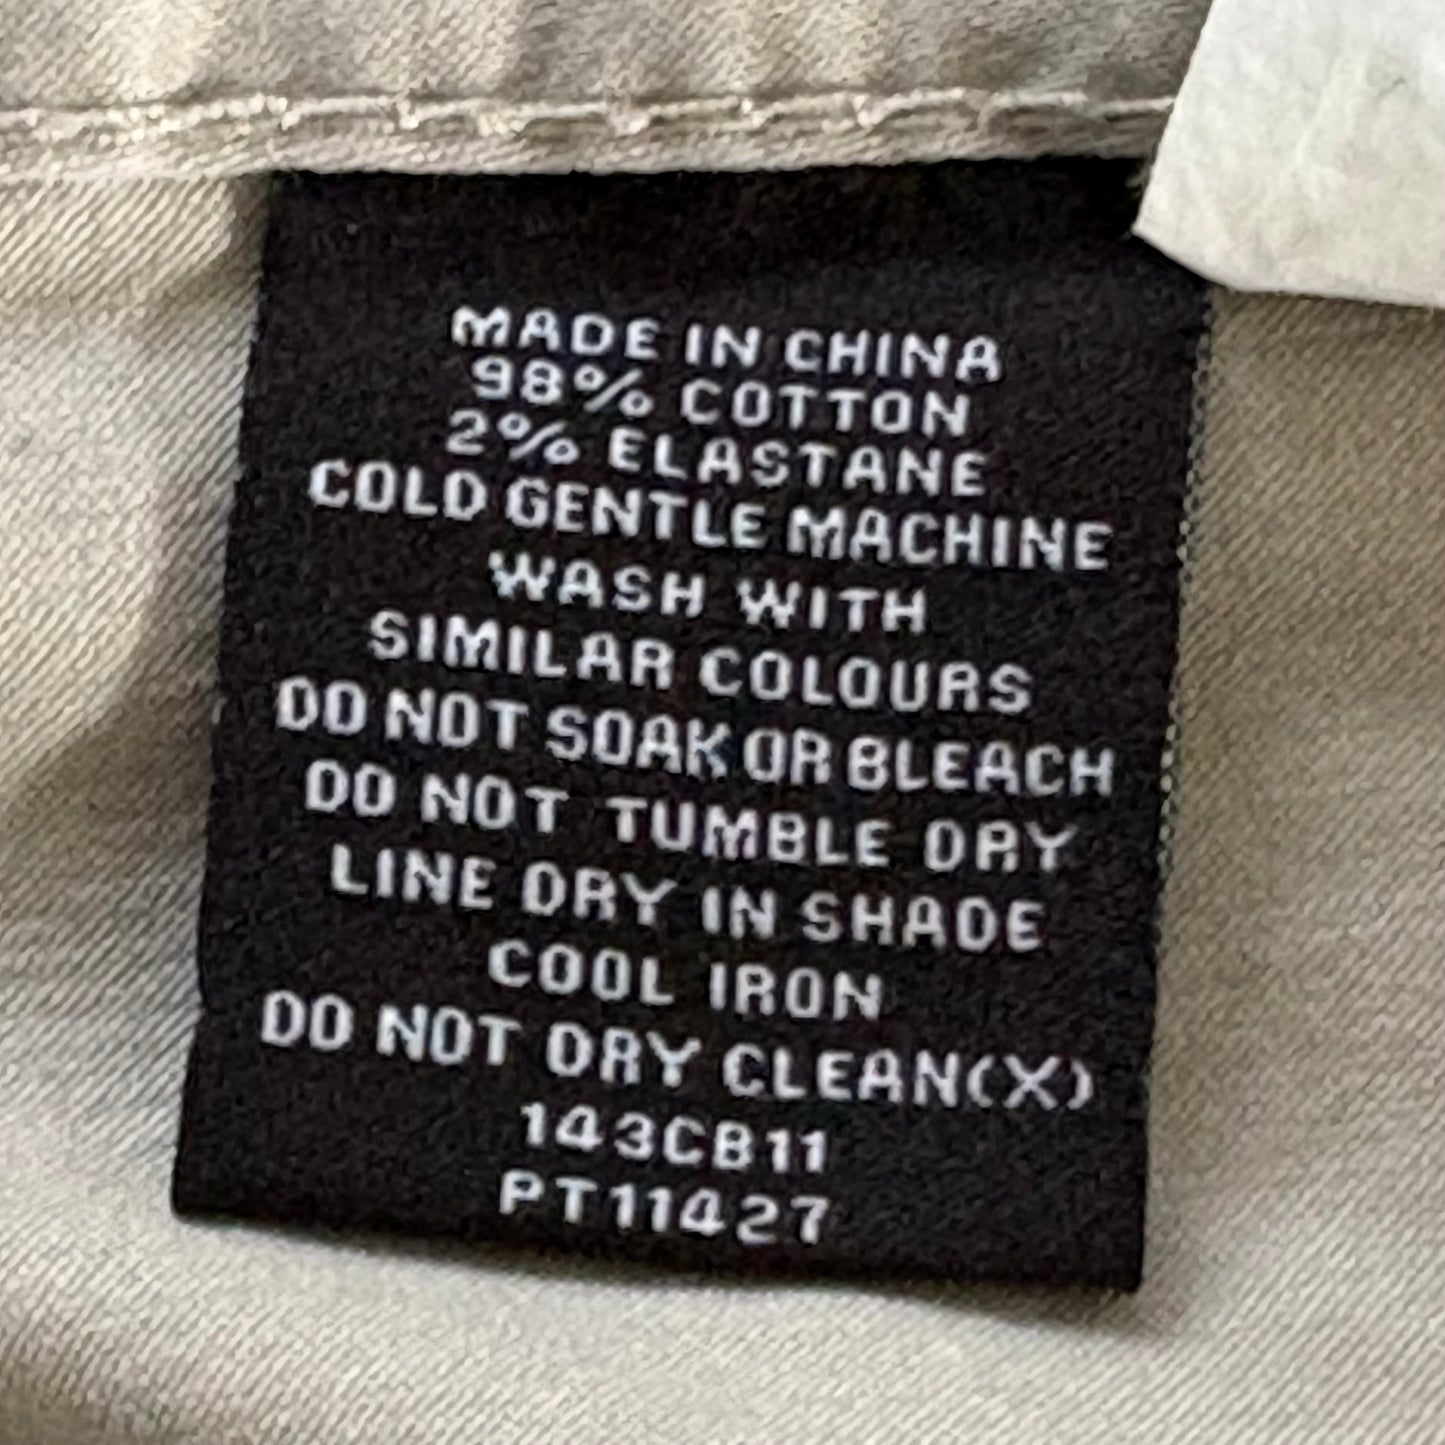 MADE IN CHINA
98% COTTON
2% ELASTANE
COLD GENTLE MACHINE
WASH WITH
SIMILAR COLOURS
DO NOT SOAK OR BLEACH
DO NOT TUMBLE DRY
LINE DRY IN SHADE
COOL IRON
DO NOT DRY CLEAN(X)
143CB11
PT11427